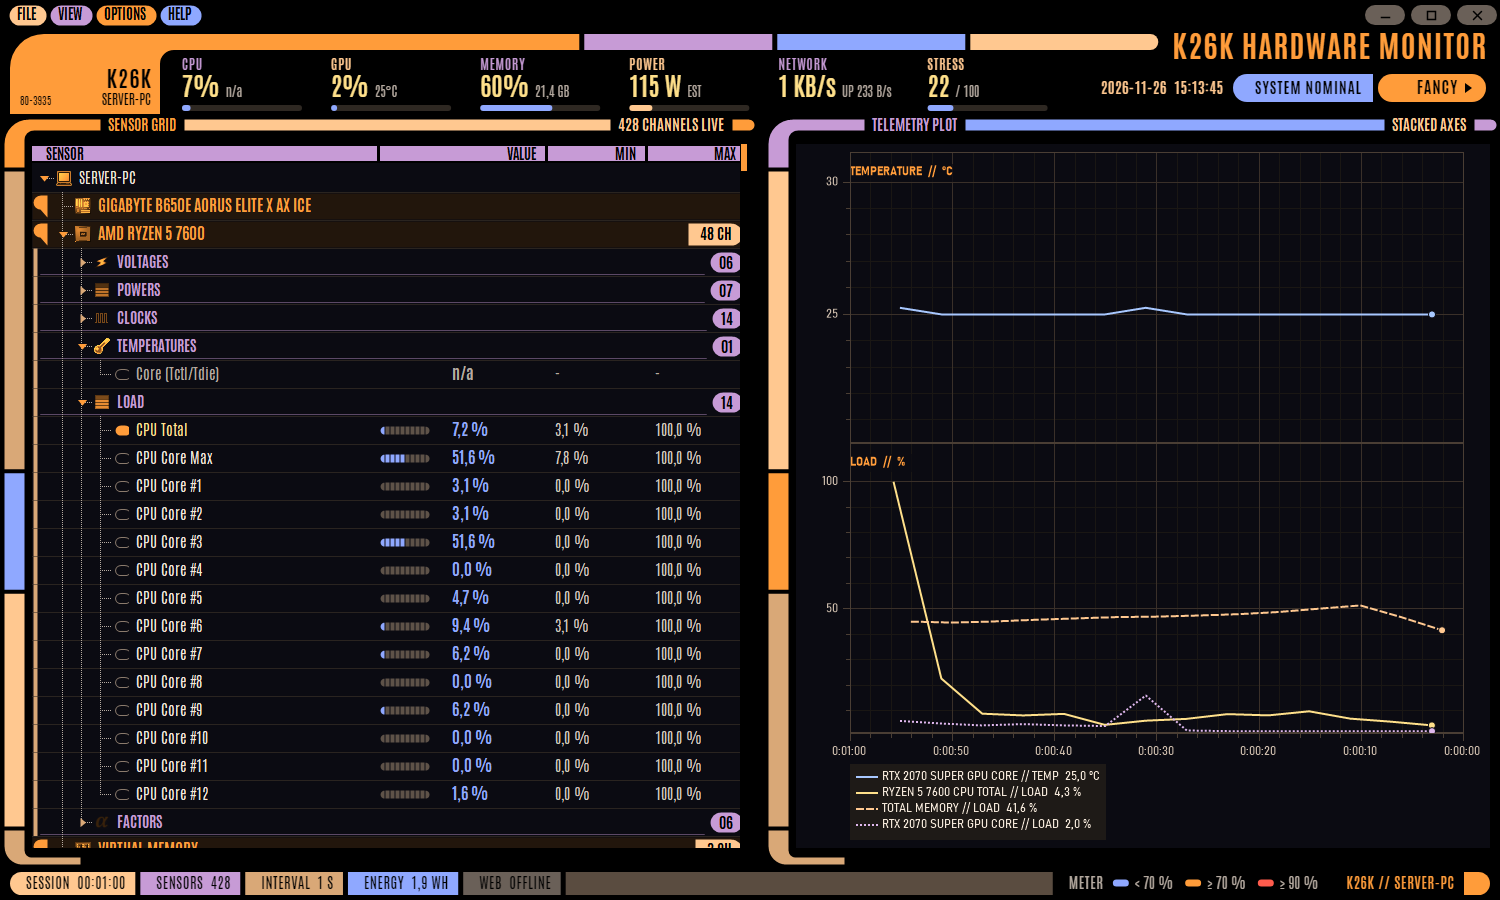 FILE VIEW OPTIONS HELP
K26K HARDWARE MONITOR
K26K
80-3935 SERVER-PC
CPU
7% n/a
GPU
2% 25°C
MEMORY
60% 21,4 GB
POWER
115 W EST
NETWORK
1 KB/s UP 233 B/s
STRESS
22 / 100
2026-11-26 15:13:45 SYSTEM NOMINAL FANCY
SENSOR GRID 428 CHANNELS LIVE
SENSOR VALUE MIN MAX
SERVER-PC
GIGABYTE B650E AORUS ELITE X AX ICE
AMD RYZEN 5 7600 48 CH
VOLTAGES 06
POWERS 07
CLOCKS 14
TEMPERATURES 01
Core (Tctl/Tdie) n/a - -
LOAD 14
CPU Total 7,2 % 3,1 % 100,0 %
CPU Core Max 51,6 % 7,8 % 100,0 %
CPU Core #1 3,1 % 0,0 % 100,0 %
CPU Core #2 3,1 % 0,0 % 100,0 %
CPU Core #3 51,6 % 0,0 % 100,0 %
CPU Core #4 0,0 % 0,0 % 100,0 %
CPU Core #5 4,7 % 0,0 % 100,0 %
CPU Core #6 9,4 % 3,1 % 100,0 %
CPU Core #7 6,2 % 0,0 % 100,0 %
CPU Core #8 0,0 % 0,0 % 100,0 %
CPU Core #9 6,2 % 0,0 % 100,0 %
CPU Core #10 0,0 % 0,0 % 100,0 %
CPU Core #11 0,0 % 0,0 % 100,0 %
CPU Core #12 1,6 % 0,0 % 100,0 %
FACTORS 06
VIRTUAL MEMORY
TELEMETRY PLOT STACKED AXES
TEMPERATURE // °C
30
25
LOAD // %
100
50
0:01:00 0:00:50 0:00:40 0:00:30 0:00:20 0:00:10 0:00:00
RTX 2070 SUPER GPU CORE // TEMP 25,0 °C
RYZEN 5 7600 CPU TOTAL // LOAD 4,3 %
TOTAL MEMORY // LOAD 41,6 %
RTX 2070 SUPER GPU CORE // LOAD 2,0 %
SESSION 00:01:00 SENSORS 428 INTERVAL 1 S ENERGY 1,9 WH WEB OFFLINE METER < 70 % ≥ 70 % ≥ 90 % K26K // SERVER-PC